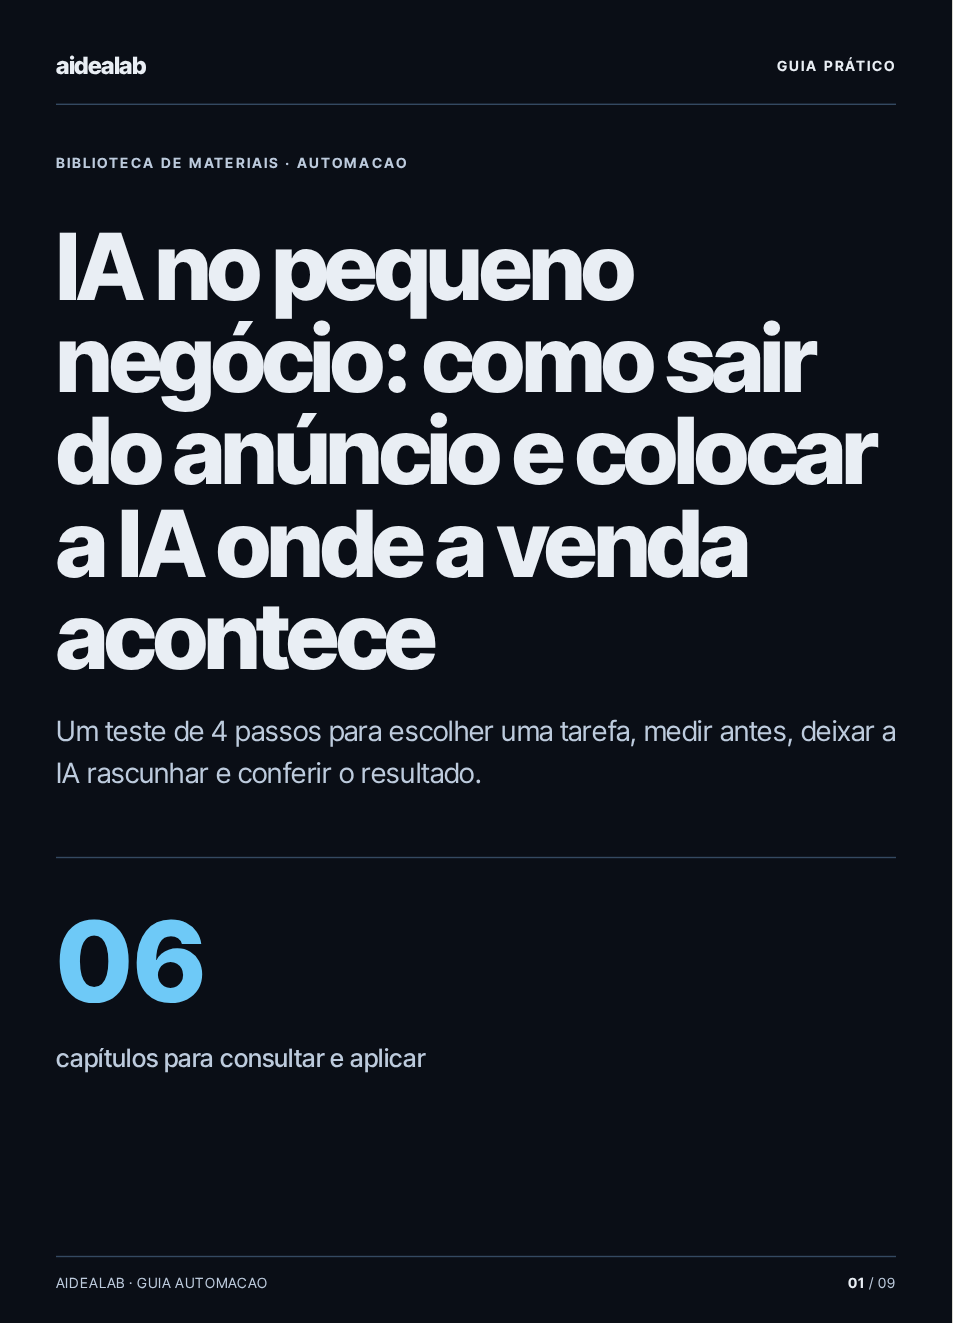 aidealab
GUIA PRÁTICO
BIBLIOTECA DE MATERIAIS · AUTOMACAO
IA no pequeno
negócio: como sair
do anúncio e colocar
a IA onde a venda
acontece
Um teste de 4 passos para escolher uma tarefa, medir antes, deixar a
IA rascunhar e conferir o resultado.
06
capítulos para consultar e aplicar
AIDEALAB · GUIA AUTOMACAO
01 / 09